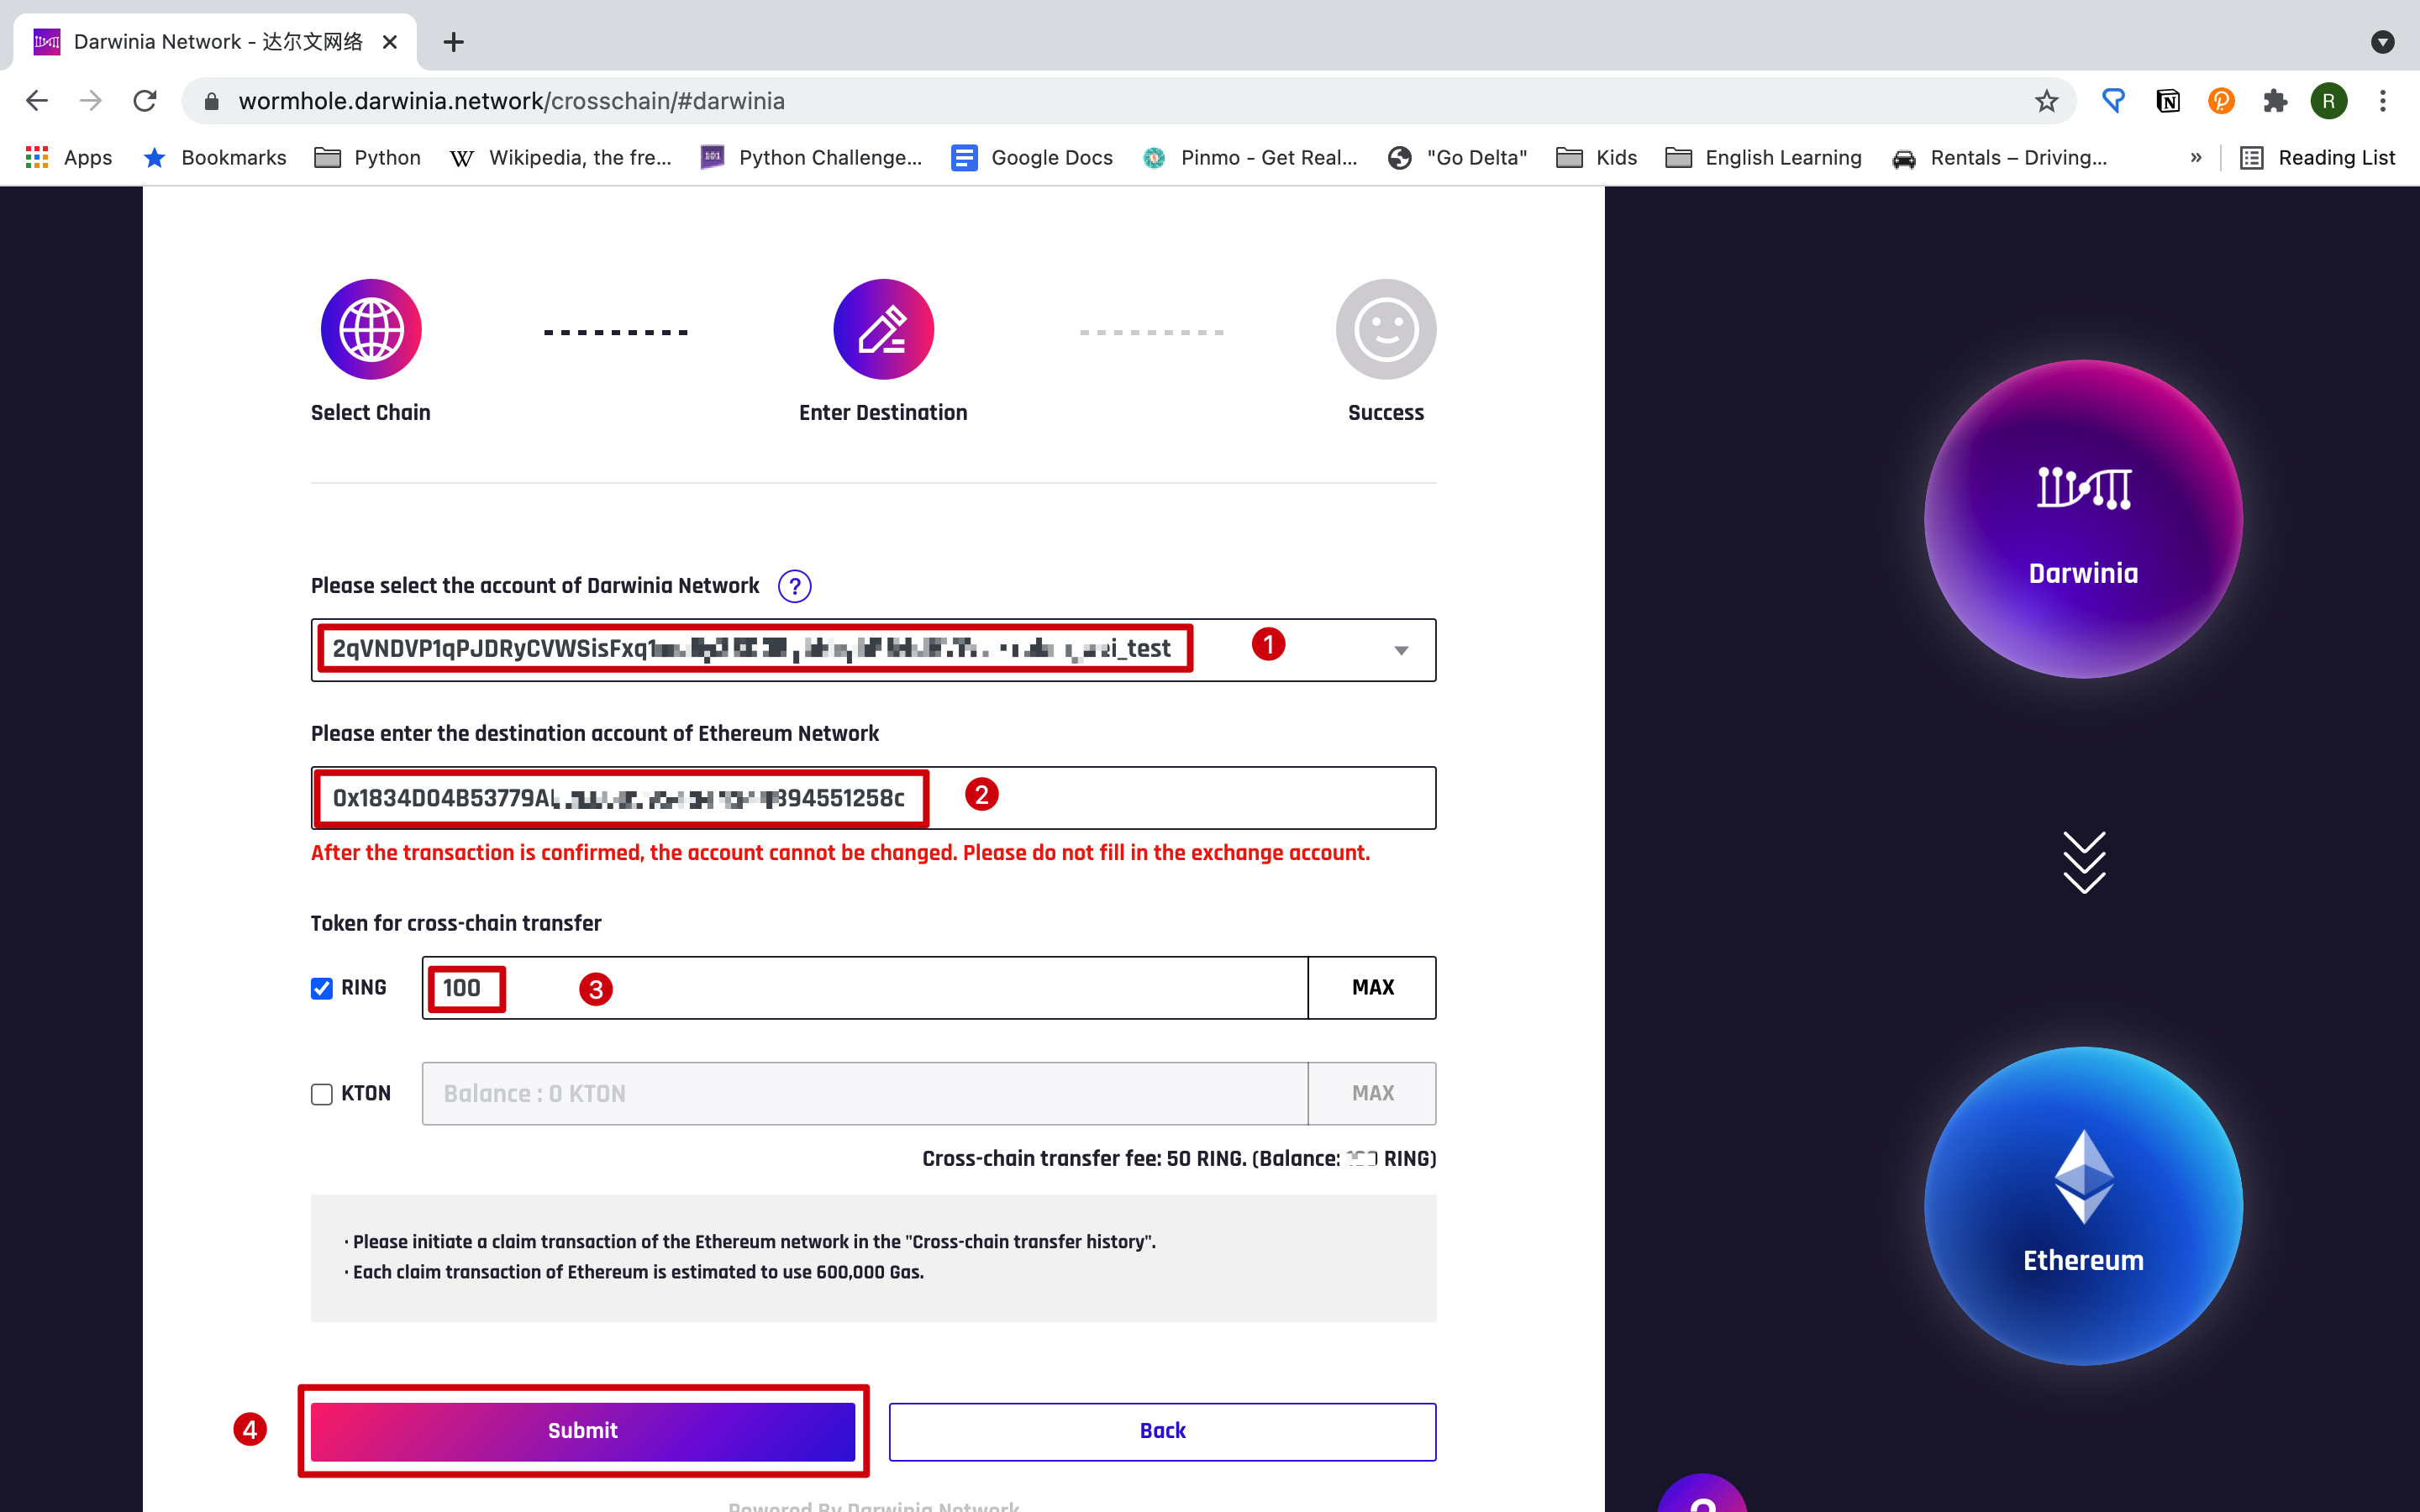 Darwinia Network - 达尔文网络
wormhole.darwinia.network/crosschain/#darwinia
R
Apps Bookmarks Python Wikipedia, the fre... Python Challenge... Google Docs Pinmo - Get Real... "Go Delta" Kids English Learning Rentals – Driving... » Reading List
Select Chain Enter Destination Success
Please select the account of Darwinia Network ?
2qVNDVP1qPJDRyCVWSisFxq1 i_test 1
Please enter the destination account of Ethereum Network
0x1834D04B53779A 394551258c 2
After the transaction is confirmed, the account cannot be changed. Please do not fill in the exchange account.
Token for cross-chain transfer
RING 100 3 MAX
KTON Balance : 0 KTON MAX
Cross-chain transfer fee: 50 RING. (Balance: RING)
· Please initiate a claim transaction of the Ethereum network in the "Cross-chain transfer history".
· Each claim transaction of Ethereum is estimated to use 600,000 Gas.
4 Submit Back
Powered By Darwinia Network
Darwinia
Ethereum